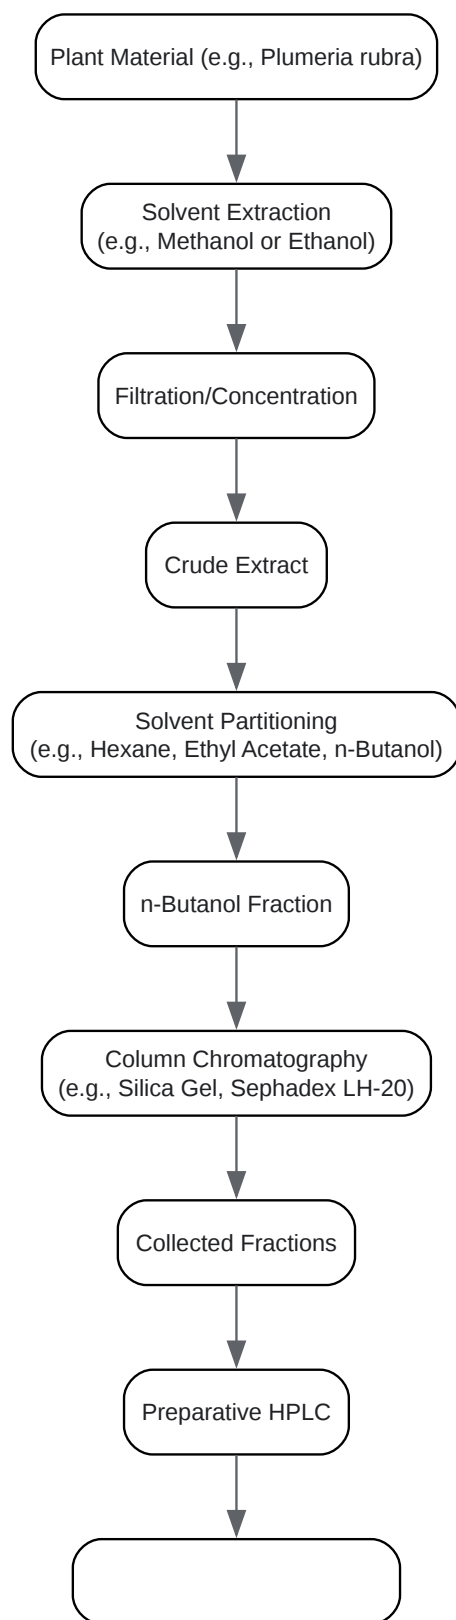 Plant Material (e.g., Plumeria rubra)
Solvent Extraction
(e.g., Methanol or Ethanol)
Filtration/Concentration
Crude Extract
Solvent Partitioning
(e.g., Hexane, Ethyl Acetate, n-Butanol)
n-Butanol Fraction
Column Chromatography
(e.g., Silica Gel, Sephadex LH-20)
Collected Fractions
Preparative HPLC